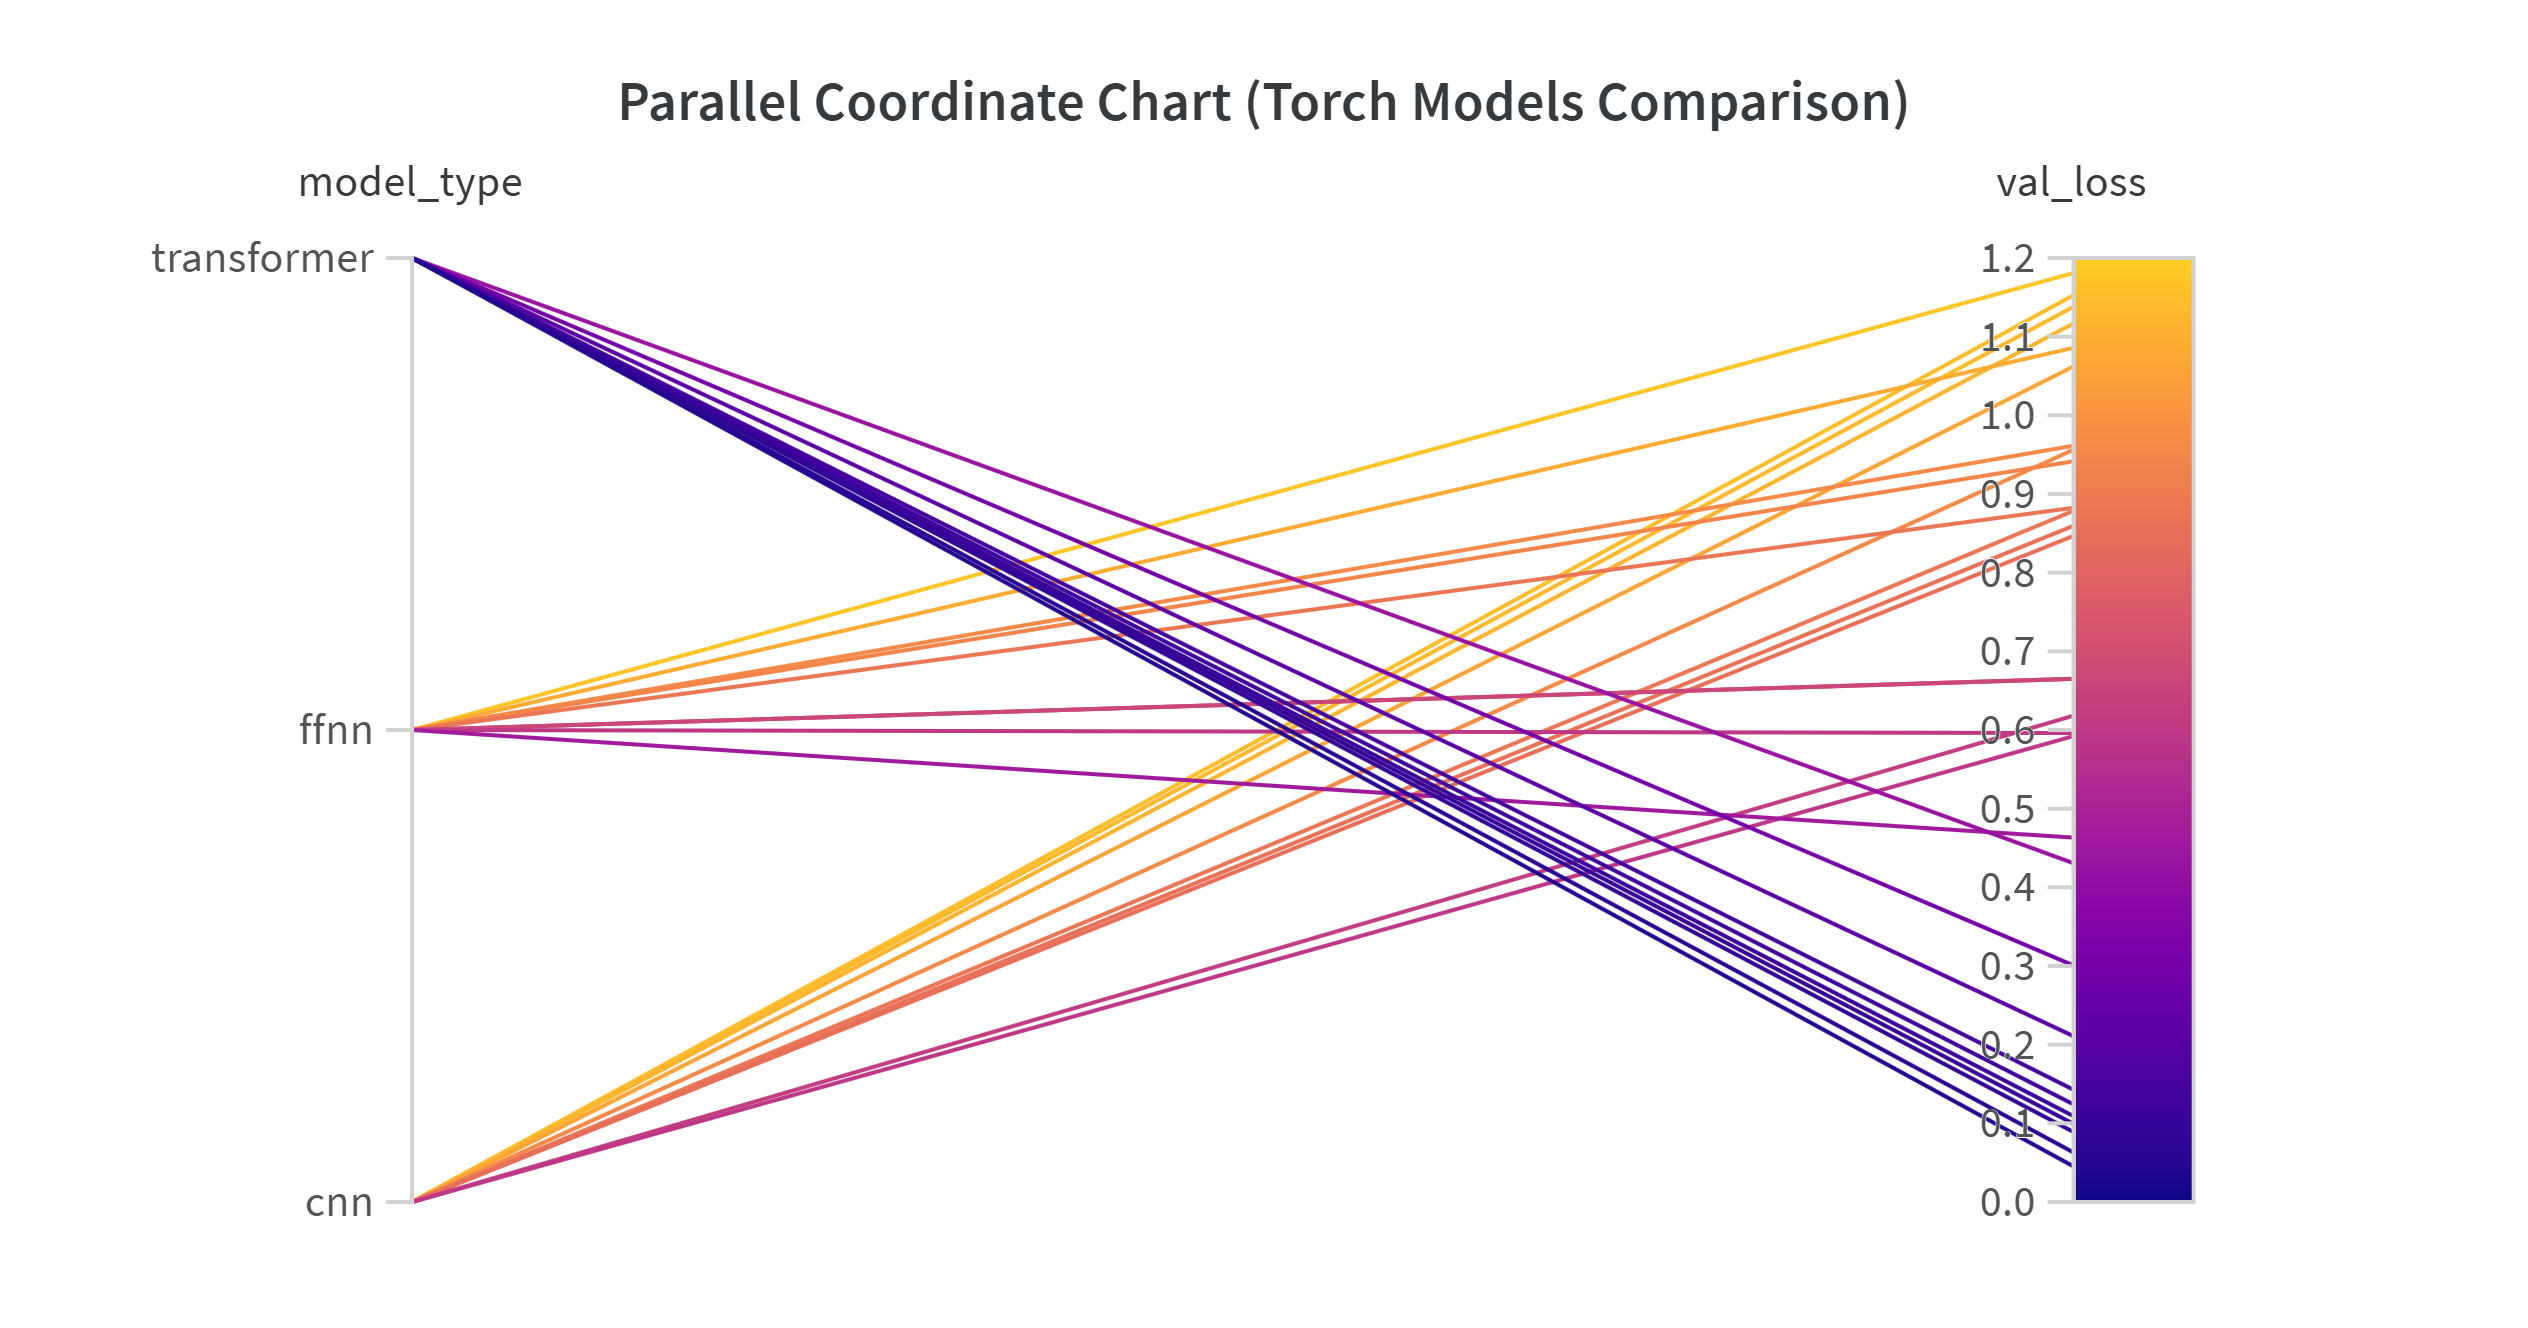 Parallel Coordinate Chart (Torch Models Comparison)
model_type
val_loss
transformer
ffnn
cnn
1.2
1.1
1.0
0.9
0.8
0.7
0.6
0.5
0.4
0.3
0.2
0.1
0.0